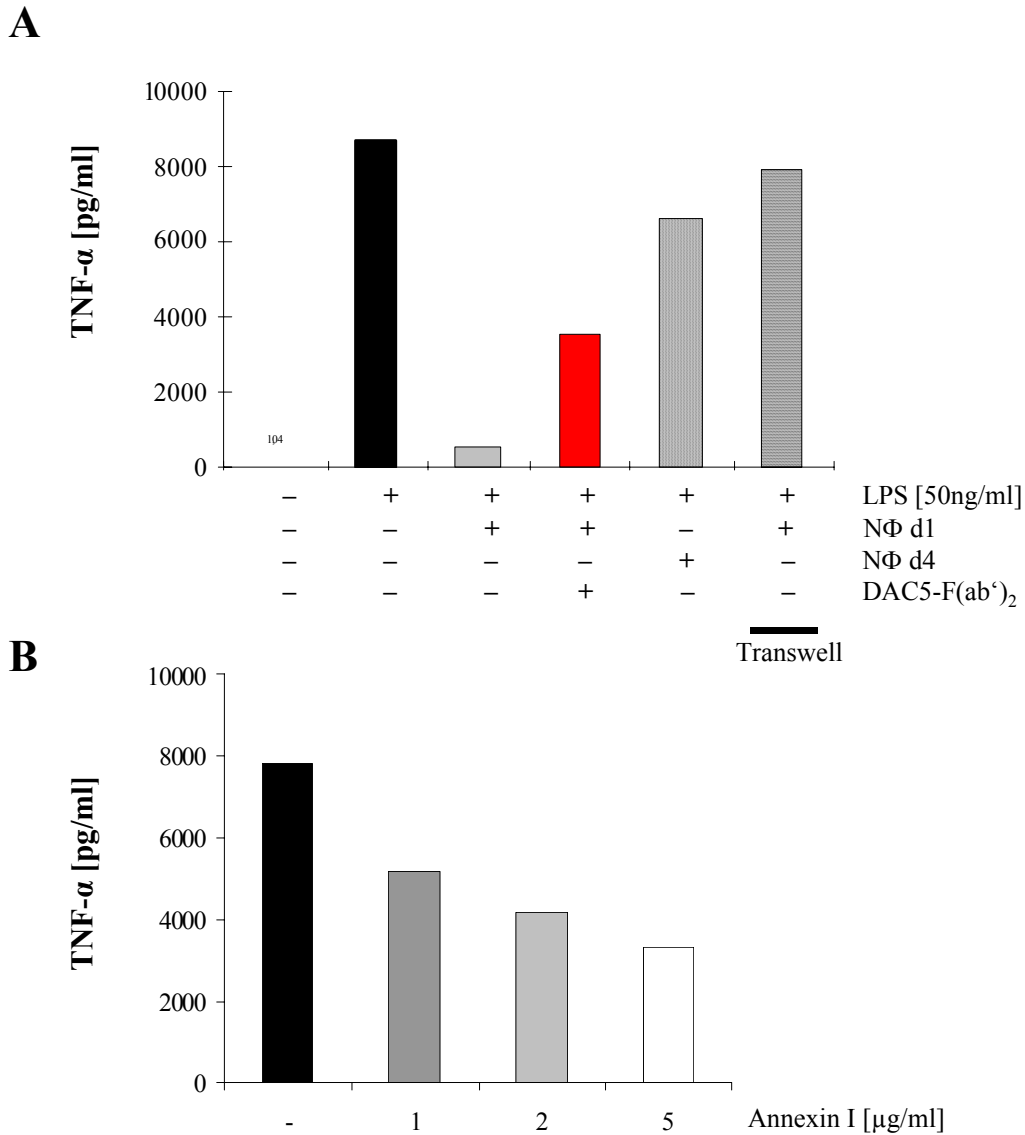 A
TNF-α [pg/ml]
10000
8000
6000
4000
2000
0
104
– + + + + + LPS [50ng/ml]
– – + + – + NΦ d1
– – – – + – NΦ d4
– – – + – – DAC5-F(ab‘)₂
Transwell
B
TNF-α [pg/ml]
10000
8000
6000
4000
2000
0
- 1 2 5 Annexin I [µg/ml]